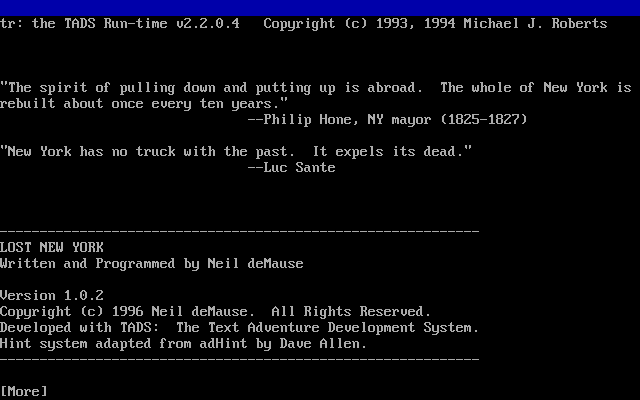 tr: the TADS Run-time v2.2.0.4   Copyright (c) 1993, 1994 Michael J. Roberts
"The spirit of pulling down and putting up is abroad.  The whole of New York is
rebuilt about once every ten years."
--Philip Hone, NY mayor (1825-1827)
"New York has no truck with the past.  It expels its dead."
--Luc Sante
------------------------------------------------------------
LOST NEW YORK
Written and Programmed by Neil deMause
Version 1.0.2
Copyright (c) 1996 Neil deMause.  All Rights Reserved.
Developed with TADS:  The Text Adventure Development System.
Hint system adapted from adHint by Dave Allen.
------------------------------------------------------------
[More]